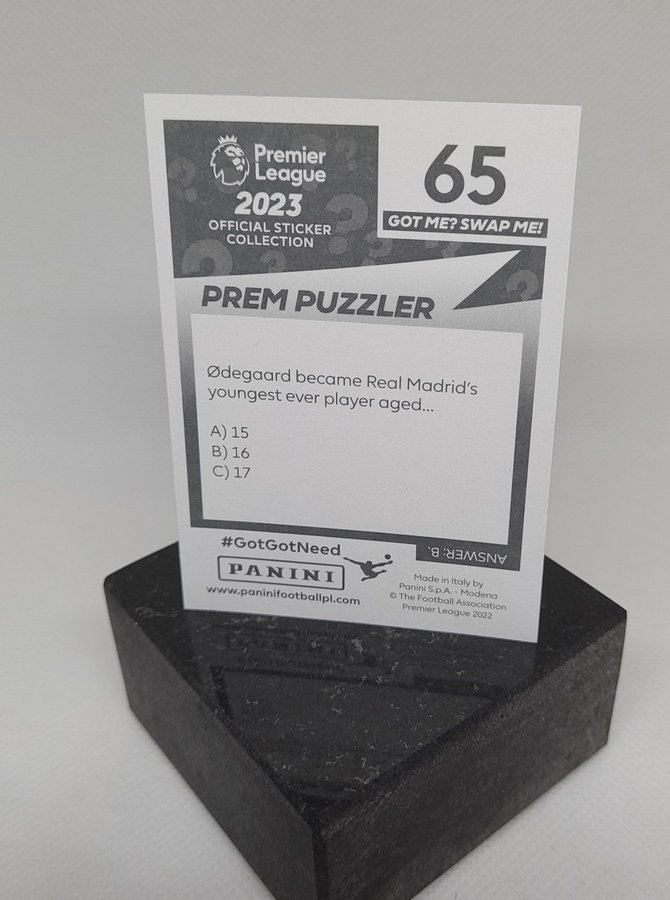 Premier
League
2023
OFFICIAL STICKER
COLLECTION
65
GOT ME? SWAP ME!
PREM PUZZLER
Ødegaard became Real Madrid's
youngest ever player aged...
A) 15
B) 16
C) 17
ANSWER: B.
#GotGotNeed
PANINI
www.paninifootballpl.com
Made in Italy by
Panini S.p.A. - Modena
© The Football Association
Premier League 2022